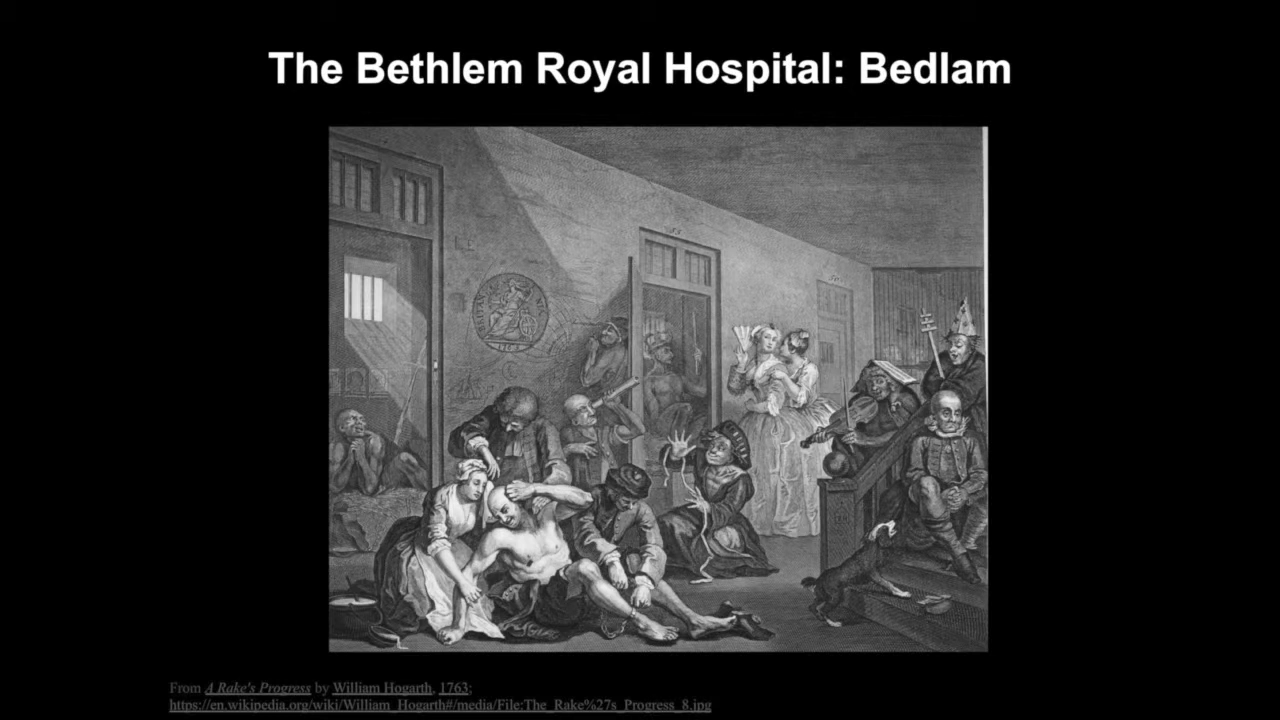 The Bethlem Royal Hospital: Bedlam
From A Rake's Progress by William Hogarth, 1763;
https://en.wikipedia.org/wiki/William_Hogarth#/media/File:The_Rake%27s_Progress_8.jpg